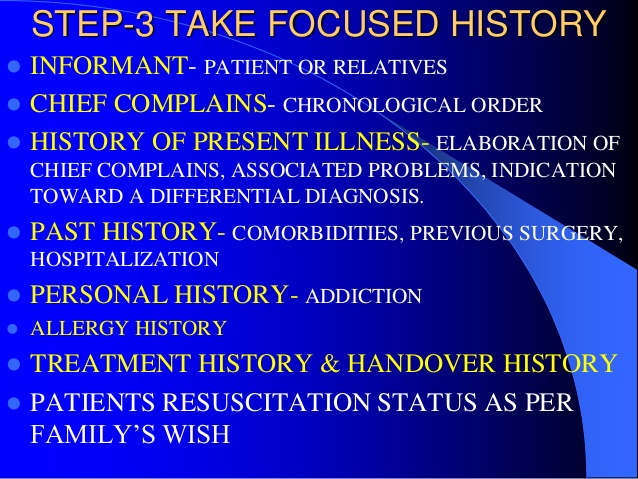 STEP-3 TAKE FOCUSED HISTORY
INFORMANT- PATIENT OR RELATIVES
CHIEF COMPLAINS- CHRONOLOGICAL ORDER
HISTORY OF PRESENT ILLNESS- ELABORATION OF
CHIEF COMPLAINS, ASSOCIATED PROBLEMS, INDICATION
TOWARD A DIFFERENTIAL DIAGNOSIS.
PAST HISTORY- COMORBIDITIES, PREVIOUS SURGERY,
HOSPITALIZATION
PERSONAL HISTORY- ADDICTION
ALLERGY HISTORY
TREATMENT HISTORY & HANDOVER HISTORY
PATIENTS RESUSCITATION STATUS AS PER
FAMILY'S WISH